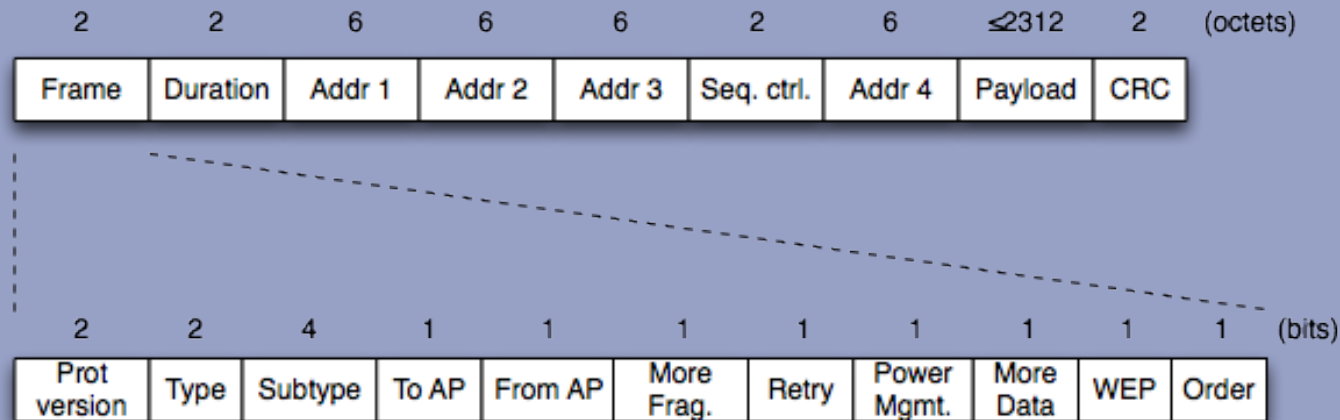 2 2 6 6 6 2 6 ≤2312 2 (octets)
Frame Duration Addr 1 Addr 2 Addr 3 Seq. ctrl. Addr 4 Payload CRC
2 2 4 1 1 1 1 1 1 1 1 (bits)
Prot version Type Subtype To AP From AP More Frag. Retry Power Mgmt. More Data WEP Order